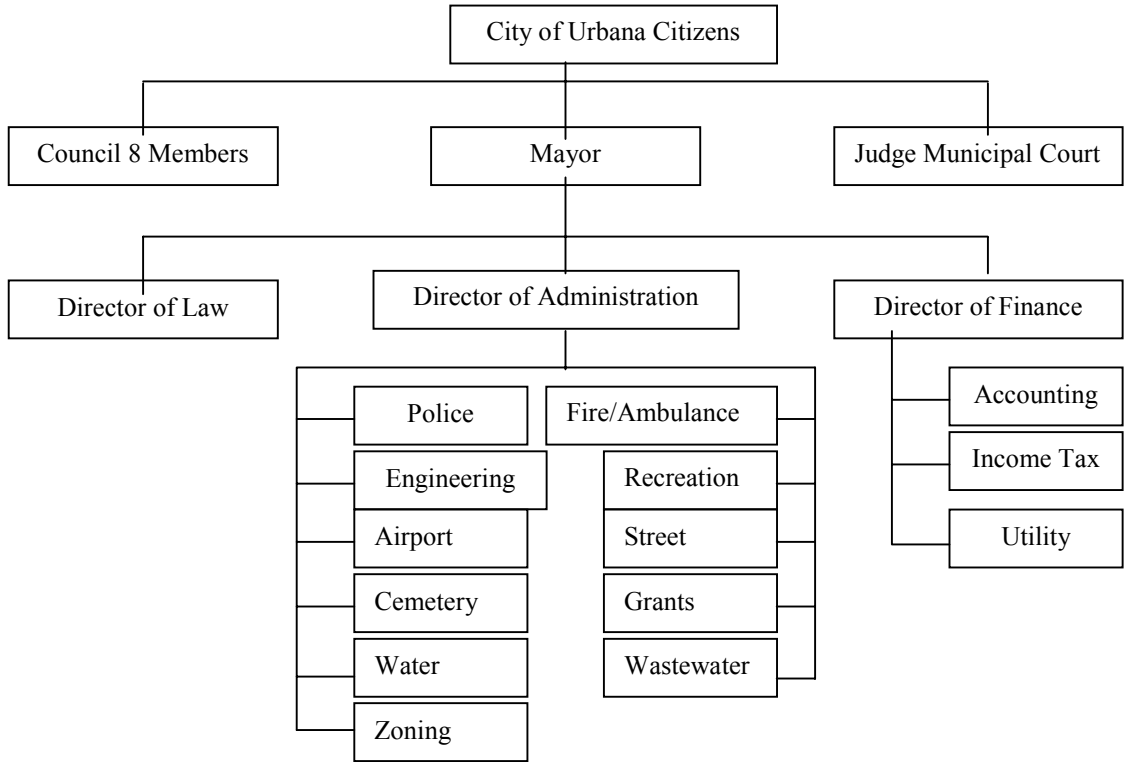 City of Urbana Citizens
Council 8 Members
Mayor
Judge Municipal Court
Director of Law
Director of Administration
Director of Finance
Police
Fire/Ambulance
Accounting
Engineering
Recreation
Income Tax
Airport
Street
Utility
Cemetery
Grants
Water
Wastewater
Zoning